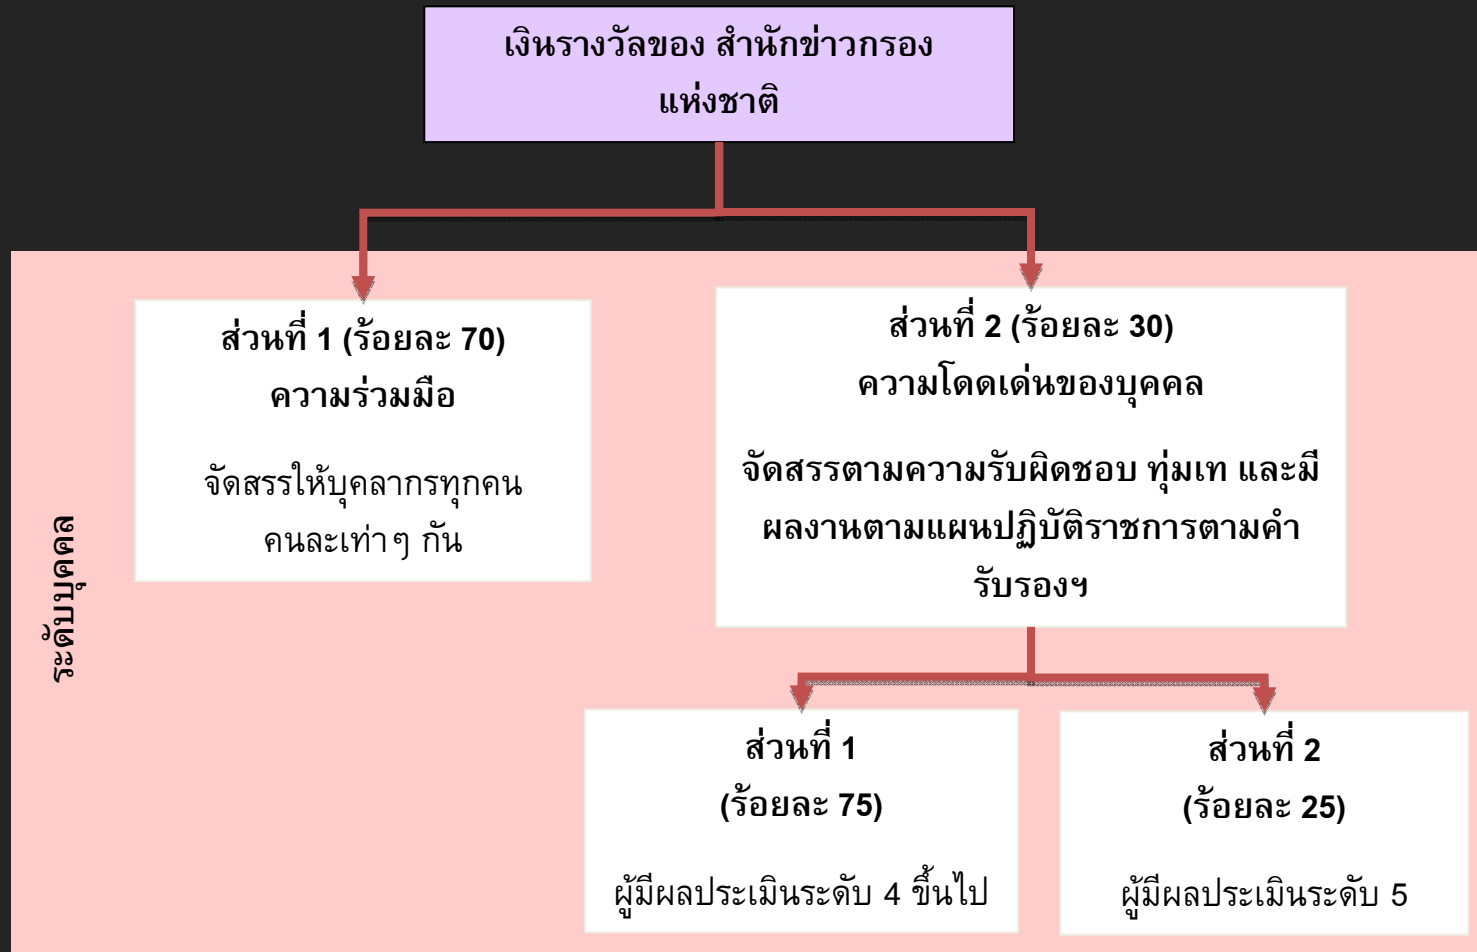 เงินรางวัลของ สำนักข่าวกรอง
แห่งชาติ
ส่วนที่ 1 (ร้อยละ 70)
ความร่วมมือ
จัดสรรให้บุคลากรทุกคน
คนละเท่าๆ กัน
ส่วนที่ 2 (ร้อยละ 30)
ความโดดเด่นของบุคคล
จัดสรรตามความรับผิดชอบ ทุ่มเท และมี
ผลงานตามแผนปฏิบัติราชการตามคำ
รับรองฯ
ระดับบุคคล
ส่วนที่ 1
(ร้อยละ 75)
ผู้มีผลประเมินระดับ 4 ขึ้นไป
ส่วนที่ 2
(ร้อยละ 25)
ผู้มีผลประเมินระดับ 5